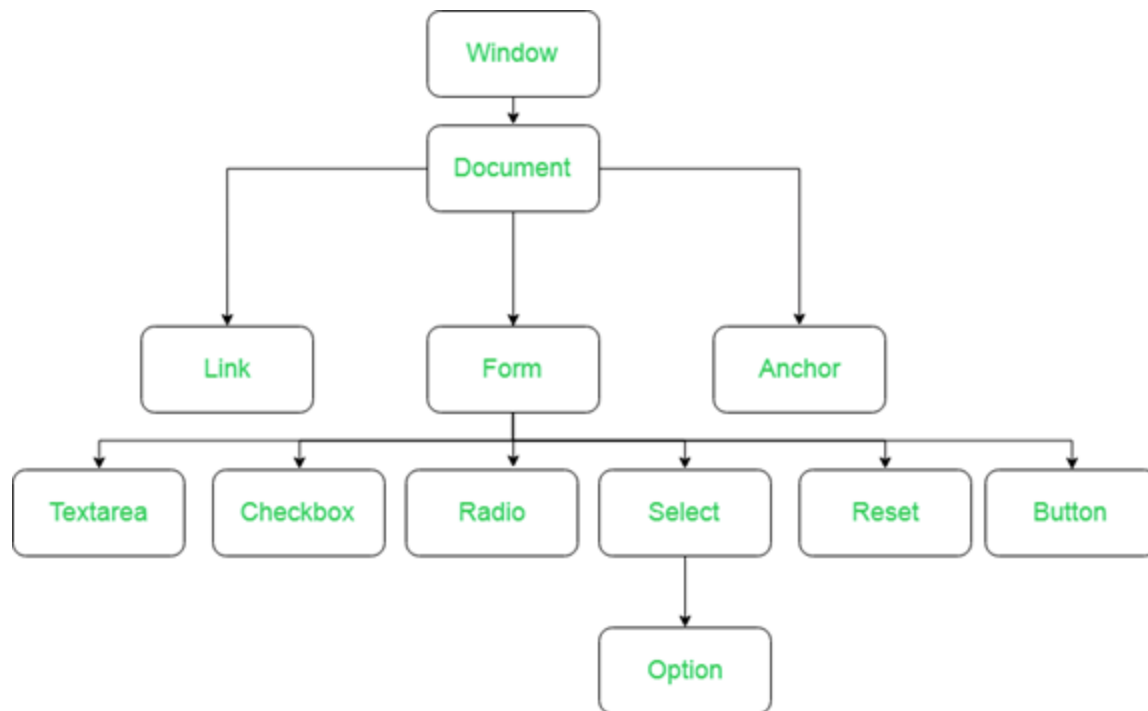 Window
Document
Link
Form
Anchor
Textarea
Checkbox
Radio
Select
Reset
Button
Option